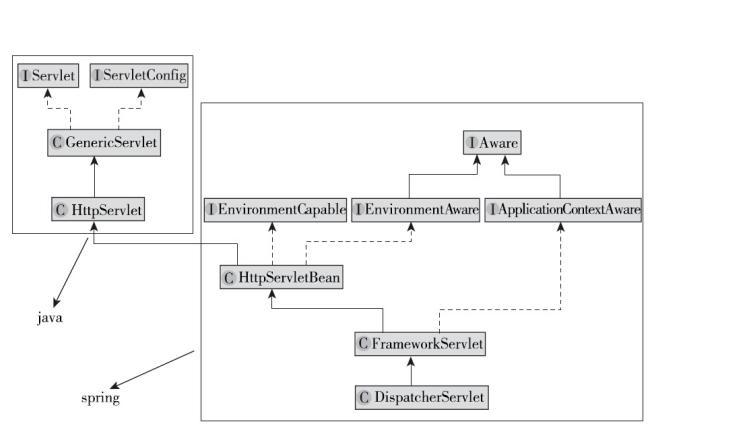 I Servlet
I ServletConfig
C GenericServlet
C HttpServlet
java
I Aware
I EnvironmentCapable
I EnvironmentAware
I ApplicationContextAware
C HttpServletBean
C FrameworkServlet
C DispatcherServlet
spring